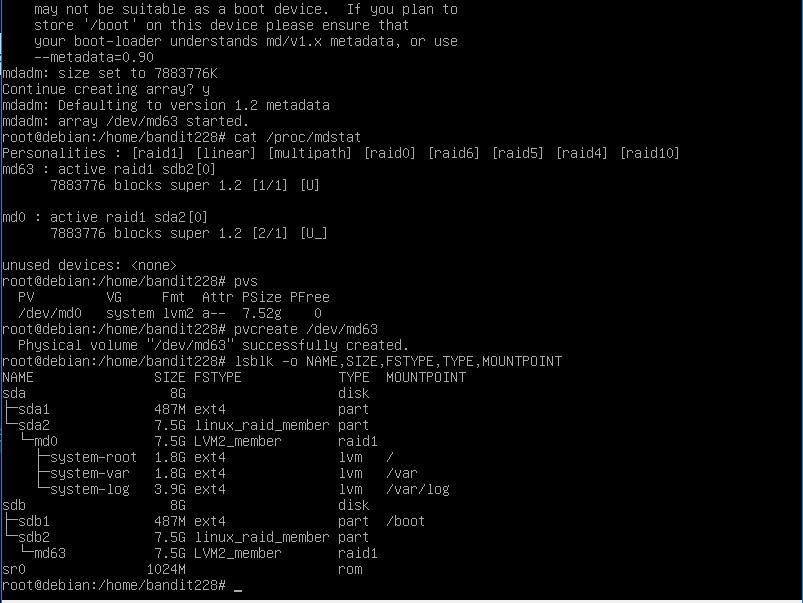 may not be suitable as a boot device.  If you plan to
store '/boot' on this device please ensure that
your boot-loader understands md/v1.x metadata, or use
--metadata=0.90
mdadm: size set to 7883776K
Continue creating array? y
mdadm: Defaulting to version 1.2 metadata
mdadm: array /dev/md63 started.
root@debian:/home/bandit228# cat /proc/mdstat
Personalities : [raid1] [linear] [multipath] [raid0] [raid6] [raid5] [raid4] [raid10]
md63 : active raid1 sdb2[0]
      7883776 blocks super 1.2 [1/1] [U]

md0 : active raid1 sda2[0]
      7883776 blocks super 1.2 [2/1] [U_]

unused devices: <none>
root@debian:/home/bandit228# pvs
  PV         VG     Fmt  Attr PSize PFree
  /dev/md0   system lvm2 a--  7.52g    0
root@debian:/home/bandit228# pvcreate /dev/md63
  Physical volume "/dev/md63" successfully created.
root@debian:/home/bandit228# lsblk -o NAME,SIZE,FSTYPE,TYPE,MOUNTPOINT
NAME               SIZE FSTYPE            TYPE  MOUNTPOINT
sda                  8G                   disk
├─sda1             487M ext4              part
└─sda2             7.5G linux_raid_member part
  └─md0            7.5G LVM2_member       raid1
    ├─system-root  1.8G ext4              lvm   /
    ├─system-var   1.8G ext4              lvm   /var
    └─system-log   3.9G ext4              lvm   /var/log
sdb                  8G                   disk
├─sdb1             487M ext4              part  /boot
└─sdb2             7.5G linux_raid_member part
  └─md63           7.5G LVM2_member       raid1
sr0               1024M                   rom
root@debian:/home/bandit228# _